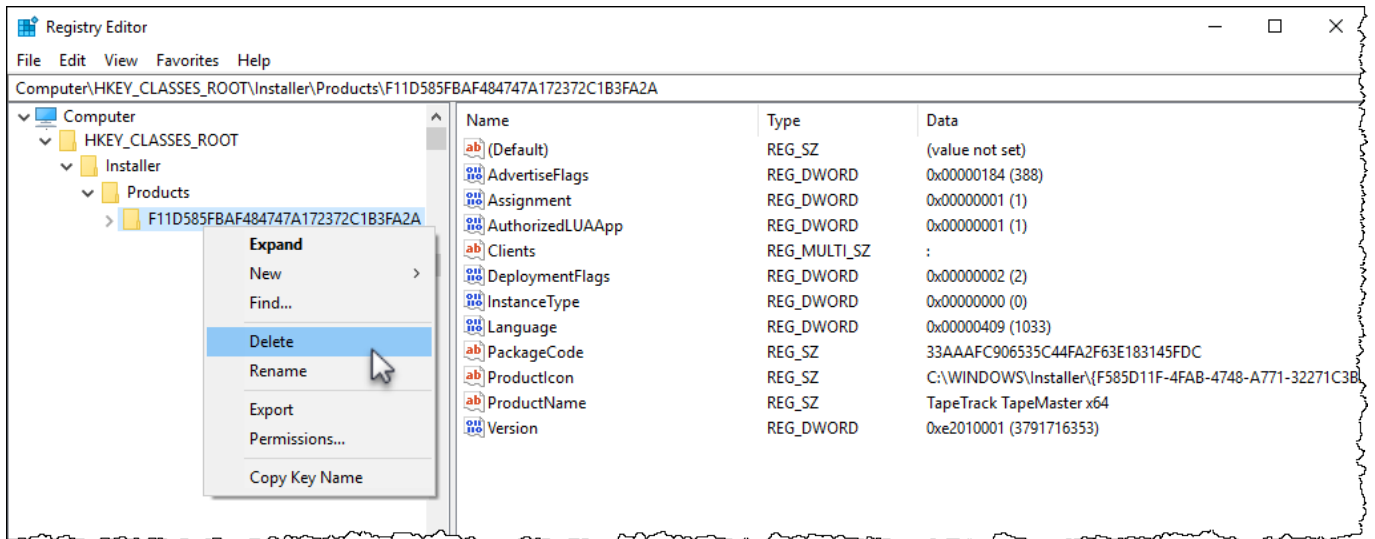 Registry Editor
File Edit View Favorites Help
Computer\HKEY_CLASSES_ROOT\Installer\Products\F11D585FBAF484747A172372C1B3FA2A
Computer
HKEY_CLASSES_ROOT
Installer
Products
F11D585FBAF484747A172372C1B3FA2A
Expand
New
Find...
Delete
Rename
Export
Permissions...
Copy Key Name
Name Type Data
(Default) REG_SZ (value not set)
AdvertiseFlags REG_DWORD 0x00000184 (388)
Assignment REG_DWORD 0x00000001 (1)
AuthorizedLUAApp REG_DWORD 0x00000001 (1)
Clients REG_MULTI_SZ :
DeploymentFlags REG_DWORD 0x00000002 (2)
InstanceType REG_DWORD 0x00000000 (0)
Language REG_DWORD 0x00000409 (1033)
PackageCode REG_SZ 33AAAFC906535C44FA2F63E183145FDC
ProductIcon REG_SZ C:\WINDOWS\Installer\{F585D11F-4FAB-4748-A771-32271C3B
ProductName REG_SZ TapeTrack TapeMaster x64
Version REG_DWORD 0xe2010001 (3791716353)